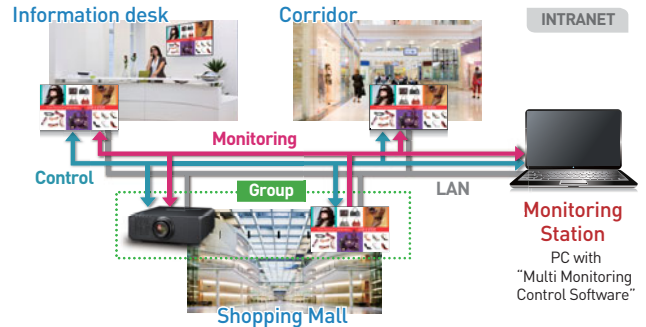 Information desk
Corridor
INTRANET
Monitoring
Control
Group
LAN
Monitoring
Station
PC with
“Multi Monitoring
Control Software”
Shopping Mall